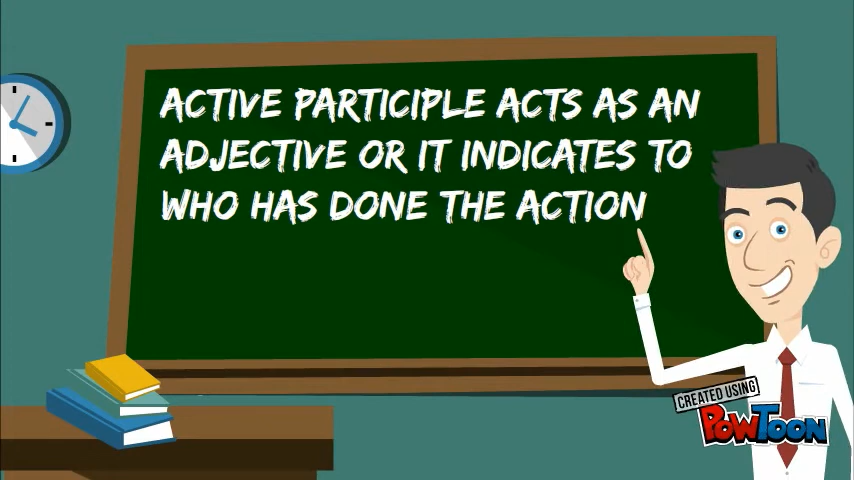 ACTIVE PARTICIPLE ACTS AS AN
ADJECTIVE OR IT INDICATES TO
WHO HAS DONE THE ACTION
CREATED USING
POWTOON